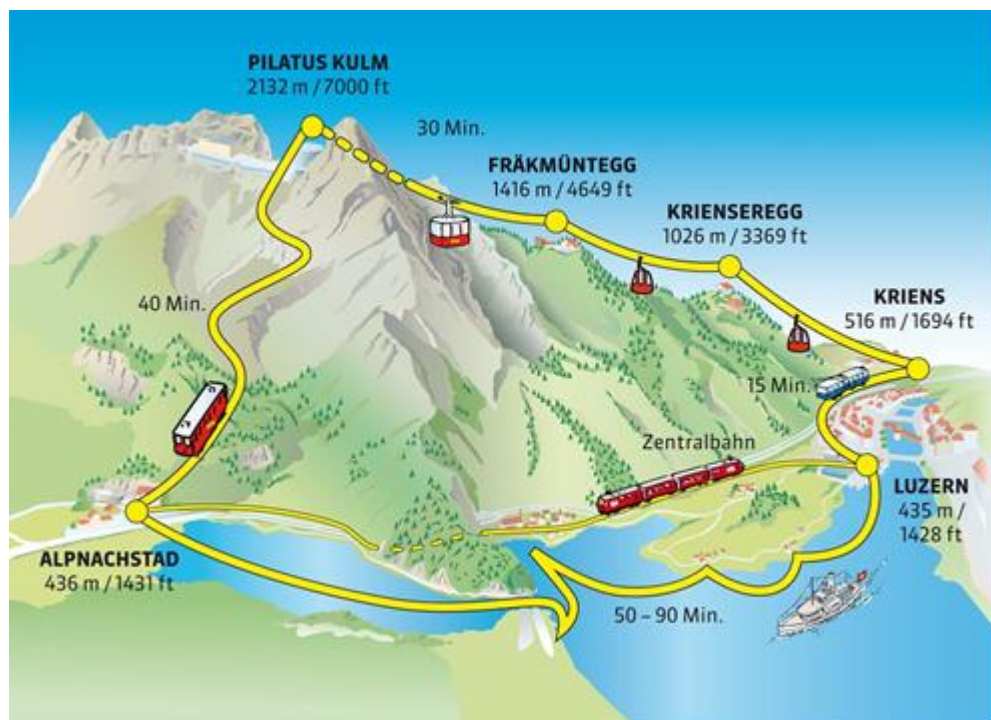 PILATUS KULM
2132 m / 7000 ft
30 Min.
FRÄKMÜNTEGG
1416 m / 4649 ft
KRIENSEREGG
1026 m / 3369 ft
KRIENS
516 m / 1694 ft
40 Min.
15 Min.
Zentralbahn
LUZERN
435 m /
1428 ft
ALPNACHSTAD
436 m / 1431 ft
50 – 90 Min.